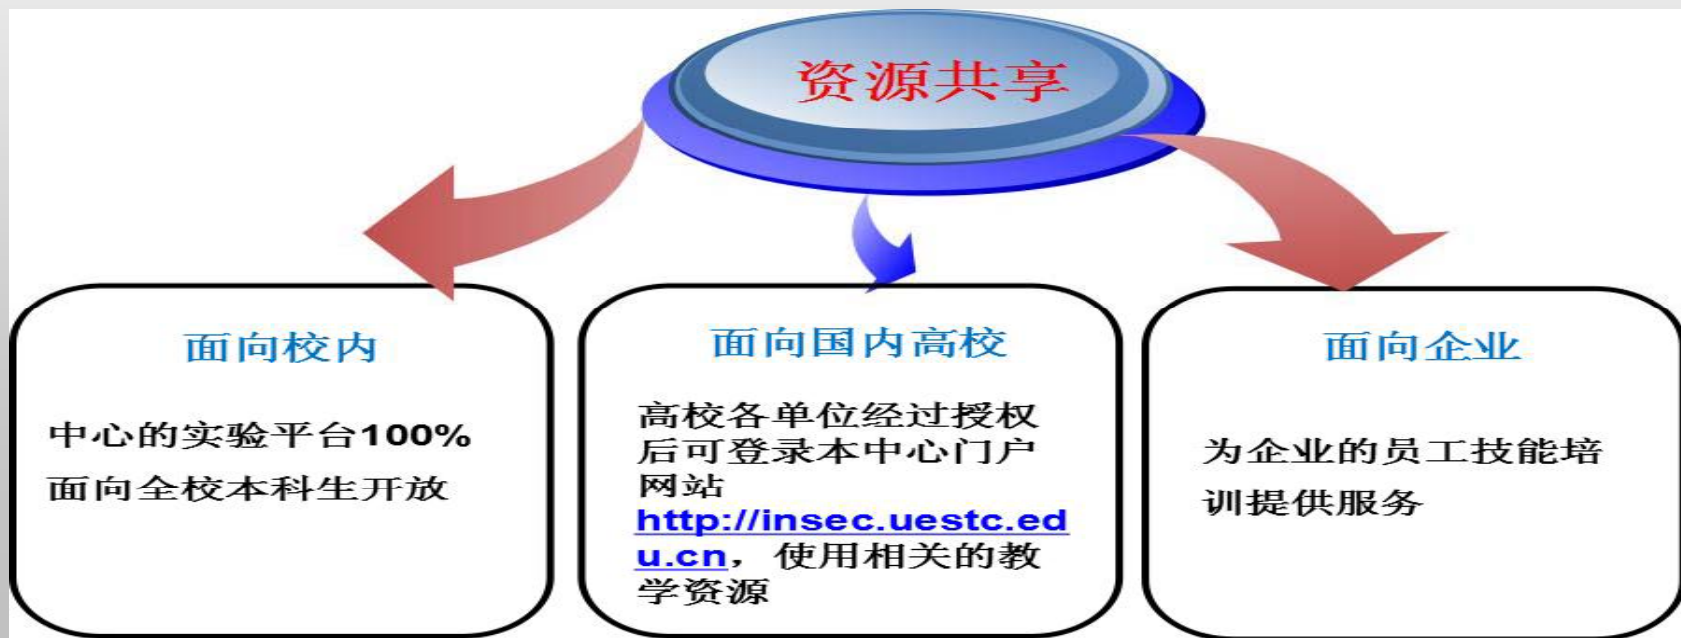 资源共享
面向校内
中心的实验平台100%
面向全校本科生开放
面向国内高校
高校各单位经过授权
后可登录本中心门户
网站
http://insec.uestc.ed
u.cn，使用相关的教
学资源
面向企业
为企业的员工技能培
训提供服务